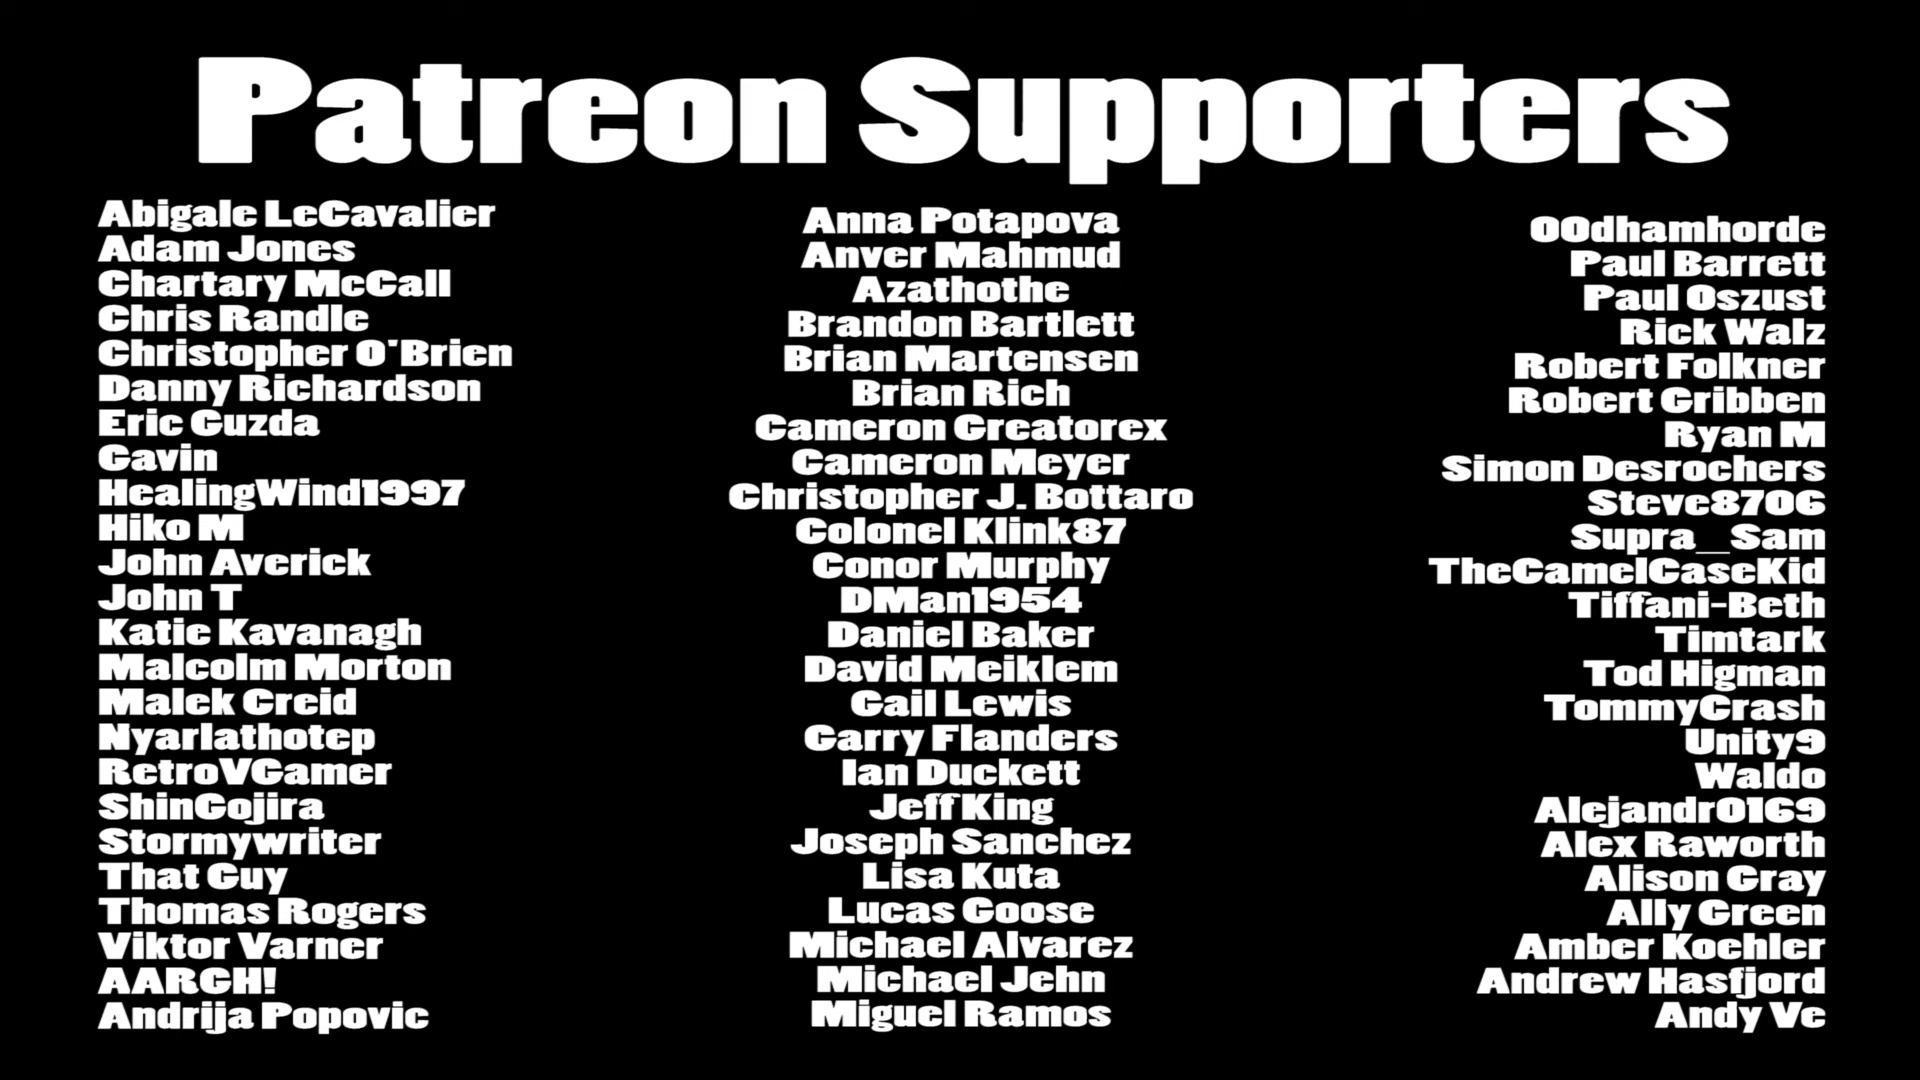 Patreon Supporters
Abigale LeCavalier
Adam Jones
Chartary McCall
Chris Randle
Christopher O'Brien
Danny Richardson
Eric Guzda
Gavin
HealingWind1997
Hiko M
John Averick
John T
Katie Kavanagh
Malcolm Morton
Malek Creid
Nyarlathotep
RetroVGamer
ShinGojira
Stormywriter
That Guy
Thomas Rogers
Viktor Varner
AARGH!
Andrija Popovic
Anna Potapova
Anver Mahmud
Azathothe
Brandon Bartlett
Brian Martensen
Brian Rich
Cameron Greatorex
Cameron Meyer
Christopher J. Bottaro
Colonel Klink87
Conor Murphy
DMan1954
Daniel Baker
David Meiklem
Gail Lewis
Garry Flanders
Ian Duckett
Jeff King
Joseph Sanchez
Lisa Kuta
Lucas Goose
Michael Alvarez
Michael Jehn
Miguel Ramos
OOdhamhorde
Paul Barrett
Paul Oszust
Rick Walz
Robert Folkner
Robert Gribben
Ryan M
Simon Desrochers
Steve8706
Supra_Sam
TheCamelCaseKid
Tiffani-Beth
Timtark
Tod Higman
TommyCrash
Unity9
Waldo
Alejandr0169
Alex Raworth
Alison Gray
Ally Green
Amber Koehler
Andrew Hasfjord
Andy Ve